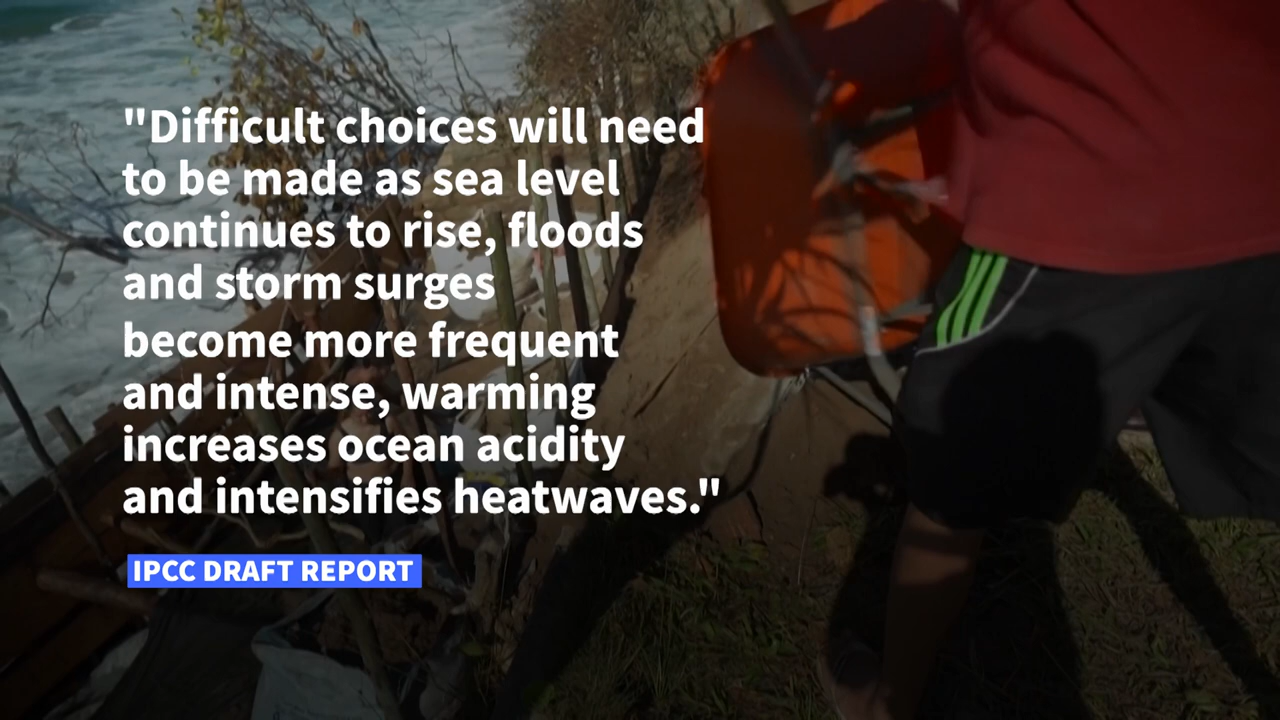 "Difficult choices will need
to be made as sea level
continues to rise, floods
and storm surges
become more frequent
and intense, warming
increases ocean acidity
and intensifies heatwaves."
IPCC DRAFT REPORT